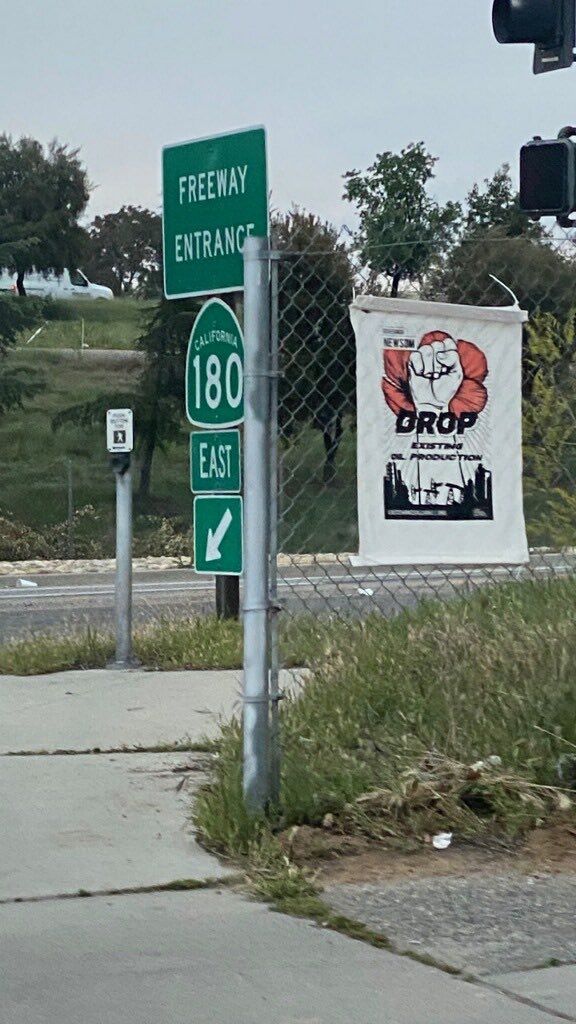 FREEWAY
ENTRANCE
CALIFORNIA
180
EAST
NEWSOM
DROP
EXISTING
OIL PRODUCTION